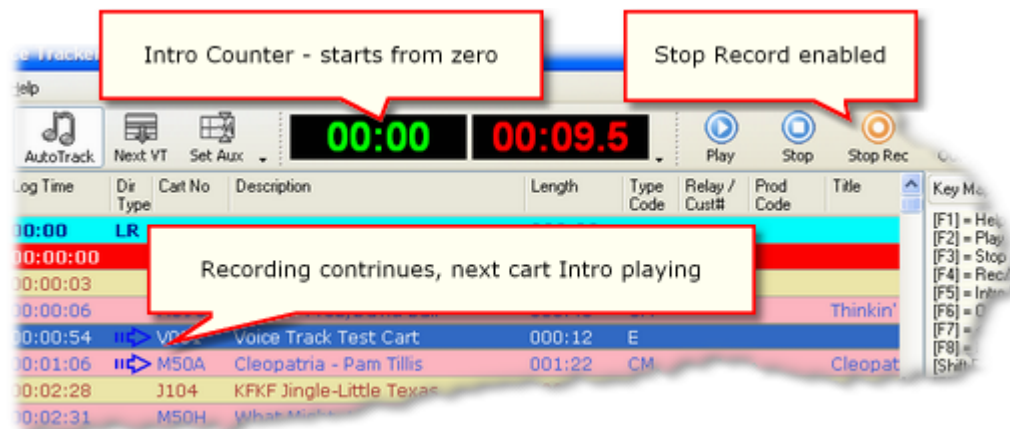 Intro Counter - starts from zero
Stop Record enabled
Tracker
Help
AutoTrack Next VT Set Aux 00:00 00:09.5 Play Stop Stop Rec
Log Time Dir Type Cart No Description Length Type Code Relay / Cust# Prod Code Title Key
00:00 LR
00:00:00
00:00:03
00:00:06 Thinkin'
00:00:54 Voice Track Test Cart 000:12 E
00:01:06 M50A Cleopatria - Pam Tillis 001:22 CM Cleopat
00:02:28 J104 KFKF Jingle-Little Texas
00:02:31 M50H What
Recording contrinues, next cart Intro playing
[F1] = Help
[F2] = Play
[F3] = Stop
[F4] = Rec/
[F5] = Intro
[F6] =
[F7] =
[F8] =
[Shift